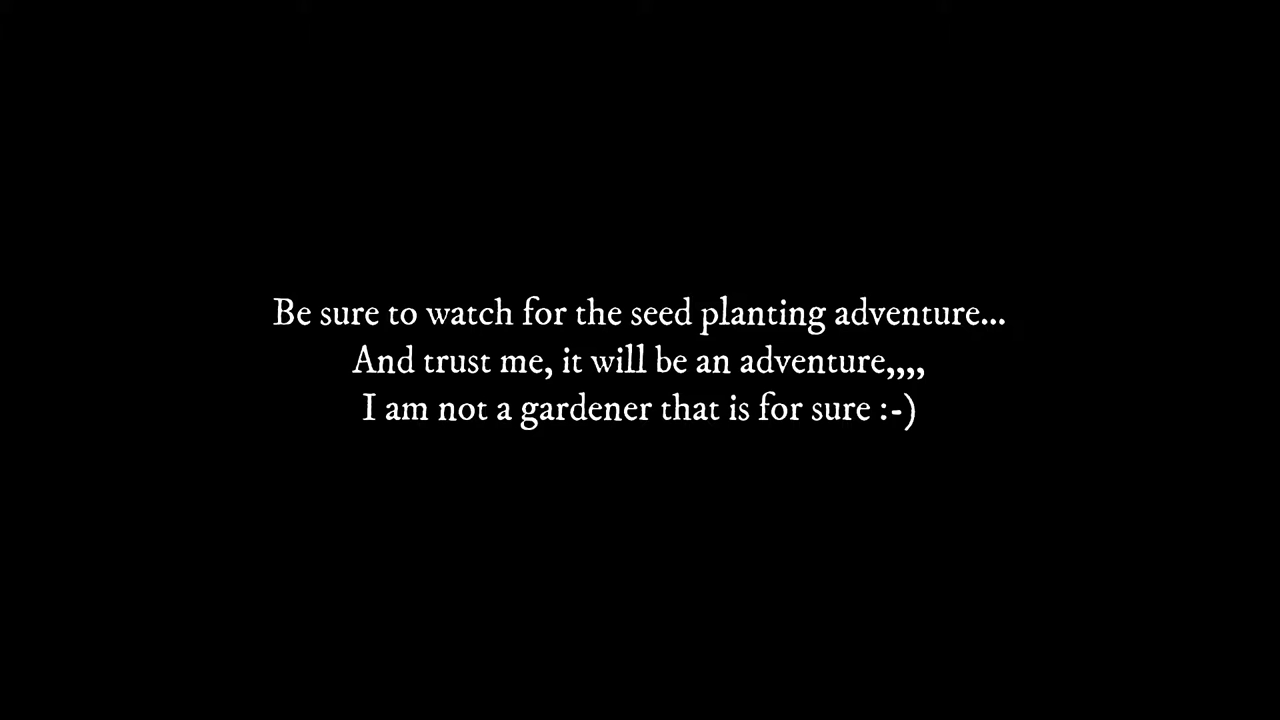 Be sure to watch for the seed planting adventure...
And trust me, it will be an adventure,,,,
I am not a gardener that is for sure :-)